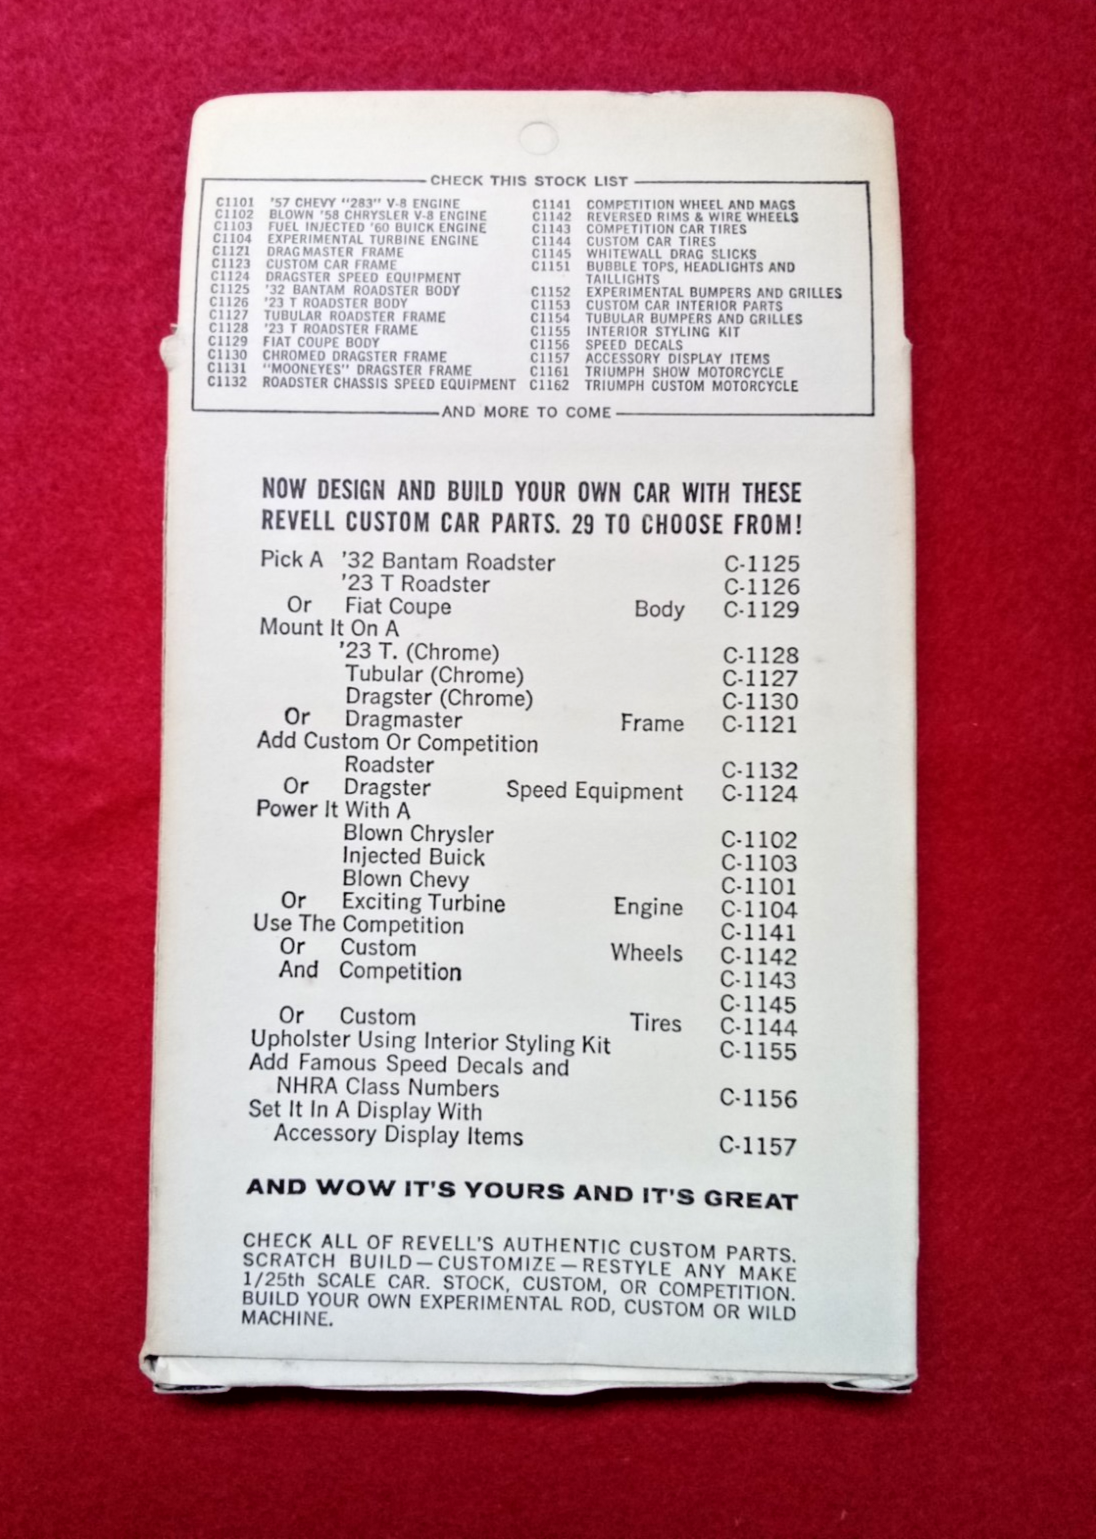 CHECK THIS STOCK LIST
C1101 '57 CHEVY "283" V-8 ENGINE
C1102 BLOWN '58 CHRYSLER V-8 ENGINE
C1103 FUEL INJECTED '60 BUICK ENGINE
C1104 EXPERIMENTAL TURBINE ENGINE
C1121 DRAGMASTER FRAME
C1123 CUSTOM CAR FRAME
C1124 DRAGSTER SPEED EQUIPMENT
C1125 '32 BANTAM ROADSTER BODY
C1126 '23 T ROADSTER BODY
C1127 TUBULAR ROADSTER FRAME
C1128 '23 T ROADSTER FRAME
C1129 FIAT COUPE BODY
C1130 CHROMED DRAGSTER FRAME
C1131 "MOONEYES" DRAGSTER FRAME
C1132 ROADSTER CHASSIS SPEED EQUIPMENT
C1141 COMPETITION WHEEL AND MAGS
C1142 REVERSED RIMS & WIRE WHEELS
C1143 COMPETITION CAR TIRES
C1144 CUSTOM CAR TIRES
C1145 WHITEWALL DRAG SLICKS
C1151 BUBBLE TOPS, HEADLIGHTS AND
TAILLIGHTS
C1152 EXPERIMENTAL BUMPERS AND GRILLES
C1153 CUSTOM CAR INTERIOR PARTS
C1154 TUBULAR BUMPERS AND GRILLES
C1155 INTERIOR STYLING KIT
C1156 SPEED DECALS
C1157 ACCESSORY DISPLAY ITEMS
C1161 TRIUMPH SHOW MOTORCYCLE
C1162 TRIUMPH CUSTOM MOTORCYCLE
AND MORE TO COME
NOW DESIGN AND BUILD YOUR OWN CAR WITH THESE
REVELL CUSTOM CAR PARTS. 29 TO CHOOSE FROM!
Pick A '32 Bantam Roadster C-1125
'23 T Roadster C-1126
Or Fiat Coupe Body C-1129
Mount It On A
'23 T. (Chrome) C-1128
Tubular (Chrome) C-1127
Dragster (Chrome) C-1130
Or Dragmaster Frame C-1121
Add Custom Or Competition
Roadster C-1132
Or Dragster Speed Equipment C-1124
Power It With A
Blown Chrysler C-1102
Injected Buick C-1103
Blown Chevy C-1101
Or Exciting Turbine Engine C-1104
Use The Competition C-1141
Or Custom Wheels C-1142
And Competition C-1143
C-1145
Or Custom Tires C-1144
Upholster Using Interior Styling Kit C-1155
Add Famous Speed Decals and
NHRA Class Numbers C-1156
Set It In A Display With
Accessory Display Items C-1157
AND WOW IT'S YOURS AND IT'S GREAT
CHECK ALL OF REVELL'S AUTHENTIC CUSTOM PARTS.
SCRATCH BUILD—CUSTOMIZE—RESTYLE ANY MAKE
1/25th SCALE CAR. STOCK, CUSTOM, OR COMPETITION.
BUILD YOUR OWN EXPERIMENTAL ROD, CUSTOM OR WILD
MACHINE.